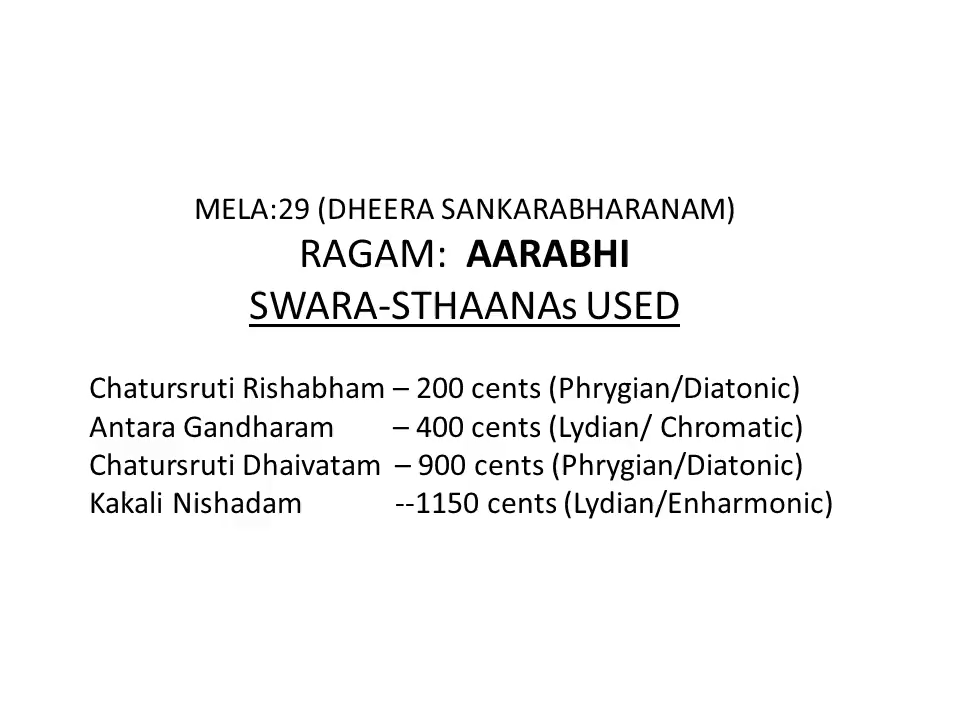 MELA:29 (DHEERA SANKARABHARANAM)
RAGAM: AARABHI
SWARA-STHAANAs USED
Chatursruti Rishabham – 200 cents (Phrygian/Diatonic)
Antara Gandharam – 400 cents (Lydian/ Chromatic)
Chatursruti Dhaivatam – 900 cents (Phrygian/Diatonic)
Kakali Nishadam --1150 cents (Lydian/Enharmonic)